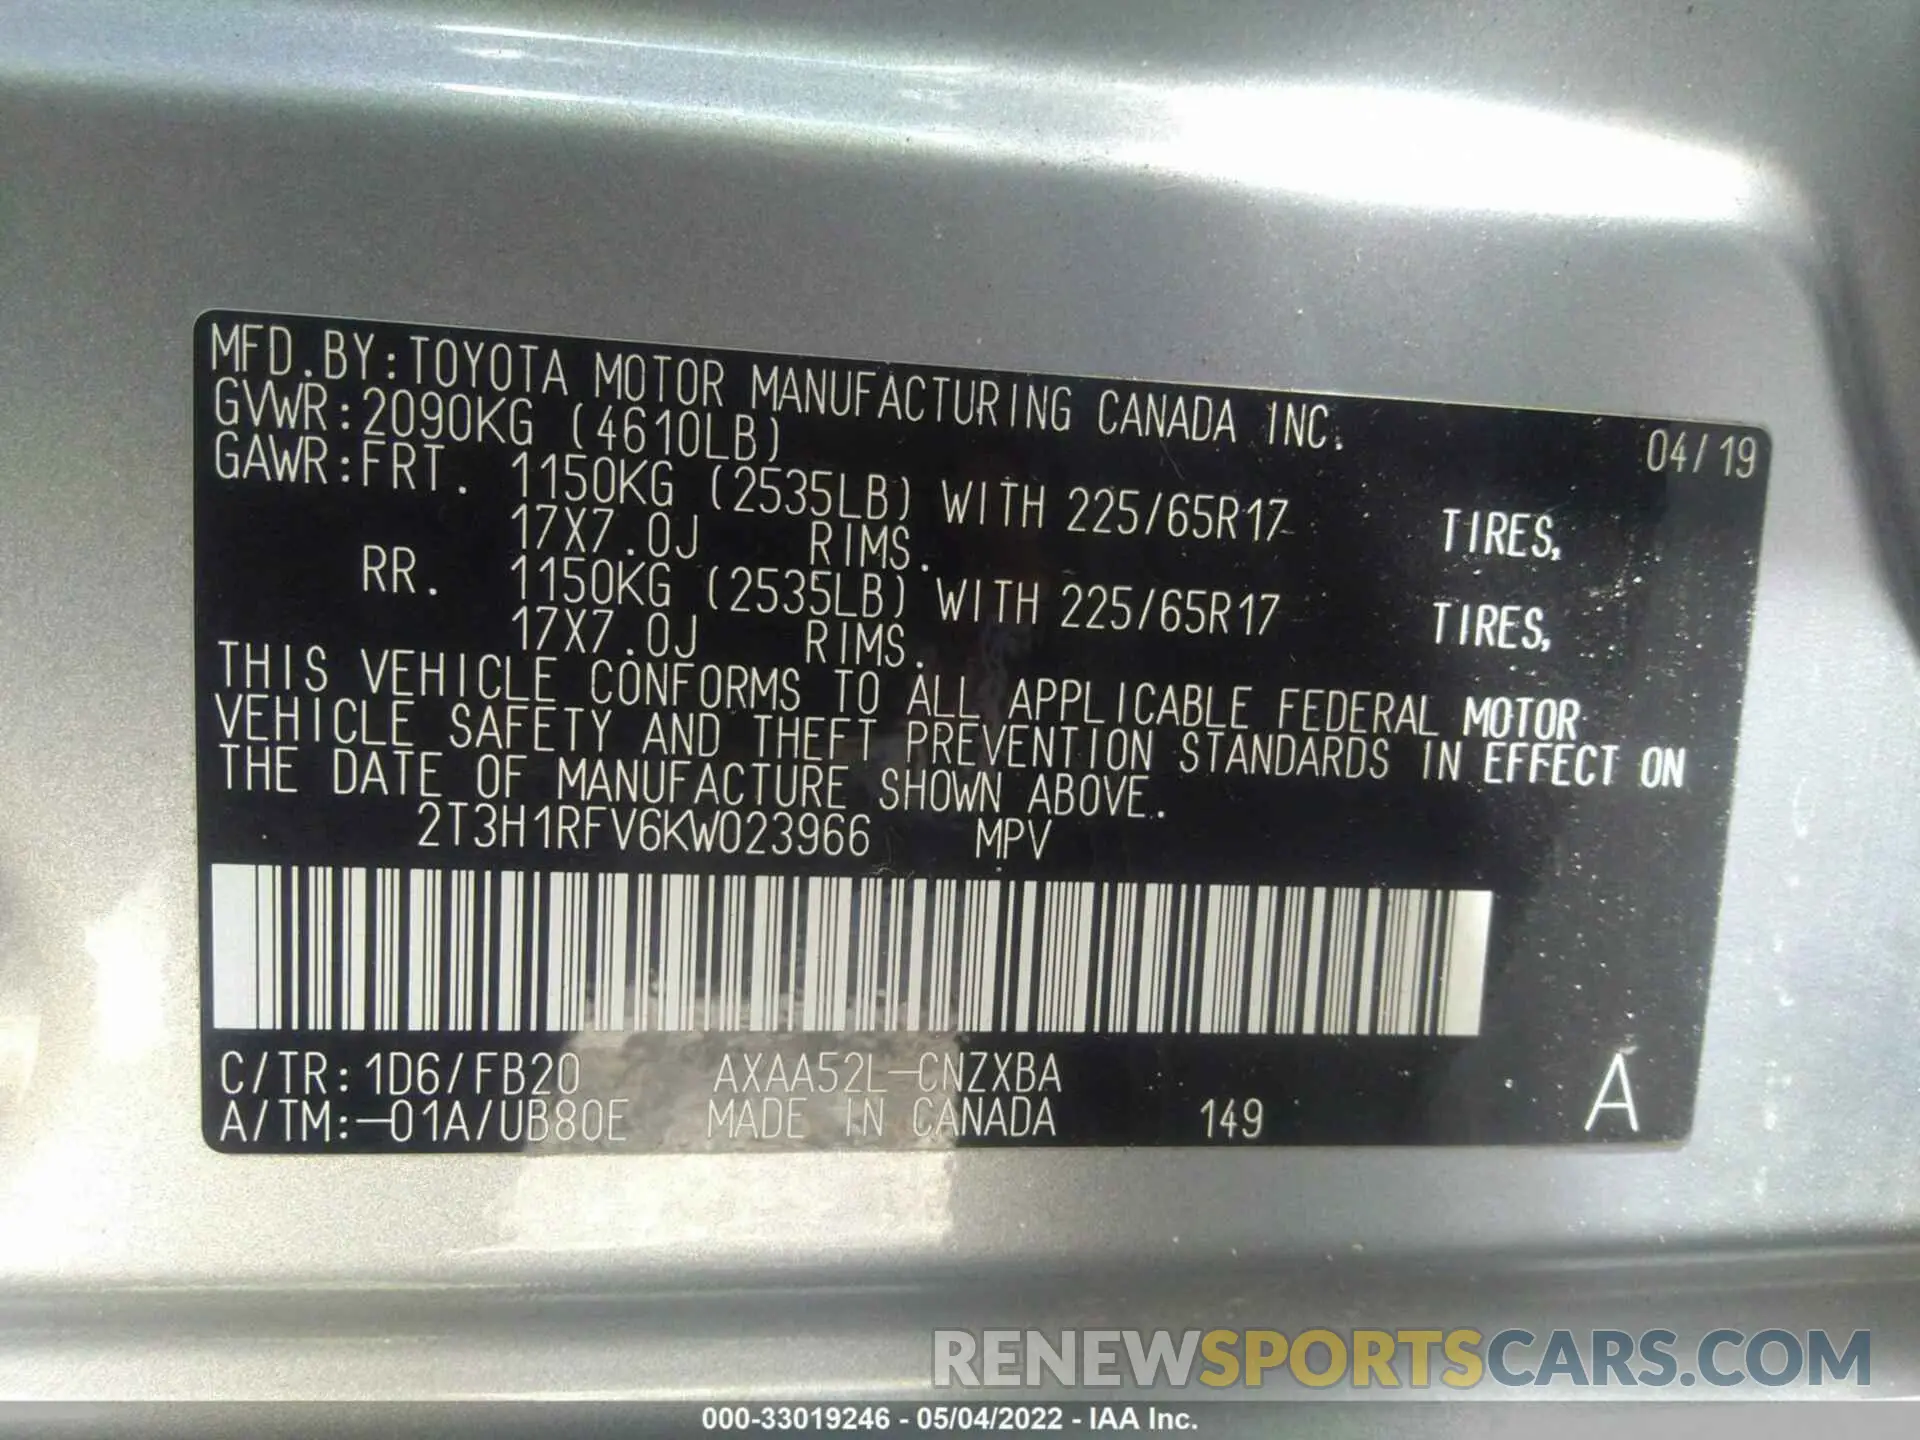 MFD.BY:TOYOTA MOTOR MANUFACTURING CANADA INC. 04/19
GVWR:2090KG (4610LB)
GAWR:FRT. 1150KG (2535LB) WITH 225/65R17 TIRES,
17X7.0J RIMS.
RR. 1150KG (2535LB) WITH 225/65R17 TIRES,
17X7.0J RIMS.
THIS VEHICLE CONFORMS TO ALL APPLICABLE FEDERAL MOTOR
VEHICLE SAFETY AND THEFT PREVENTION STANDARDS IN EFFECT ON
THE DATE OF MANUFACTURE SHOWN ABOVE.
2T3H1RFV6KW023966 MPV
C/TR:1D6/FB20 AXAA52L-CNZXBA A
A/TM:-01A/UB80E MADE IN CANADA 149
RENEWSPORTSCARS.COM
000-33019246 - 05/04/2022 - IAA Inc.